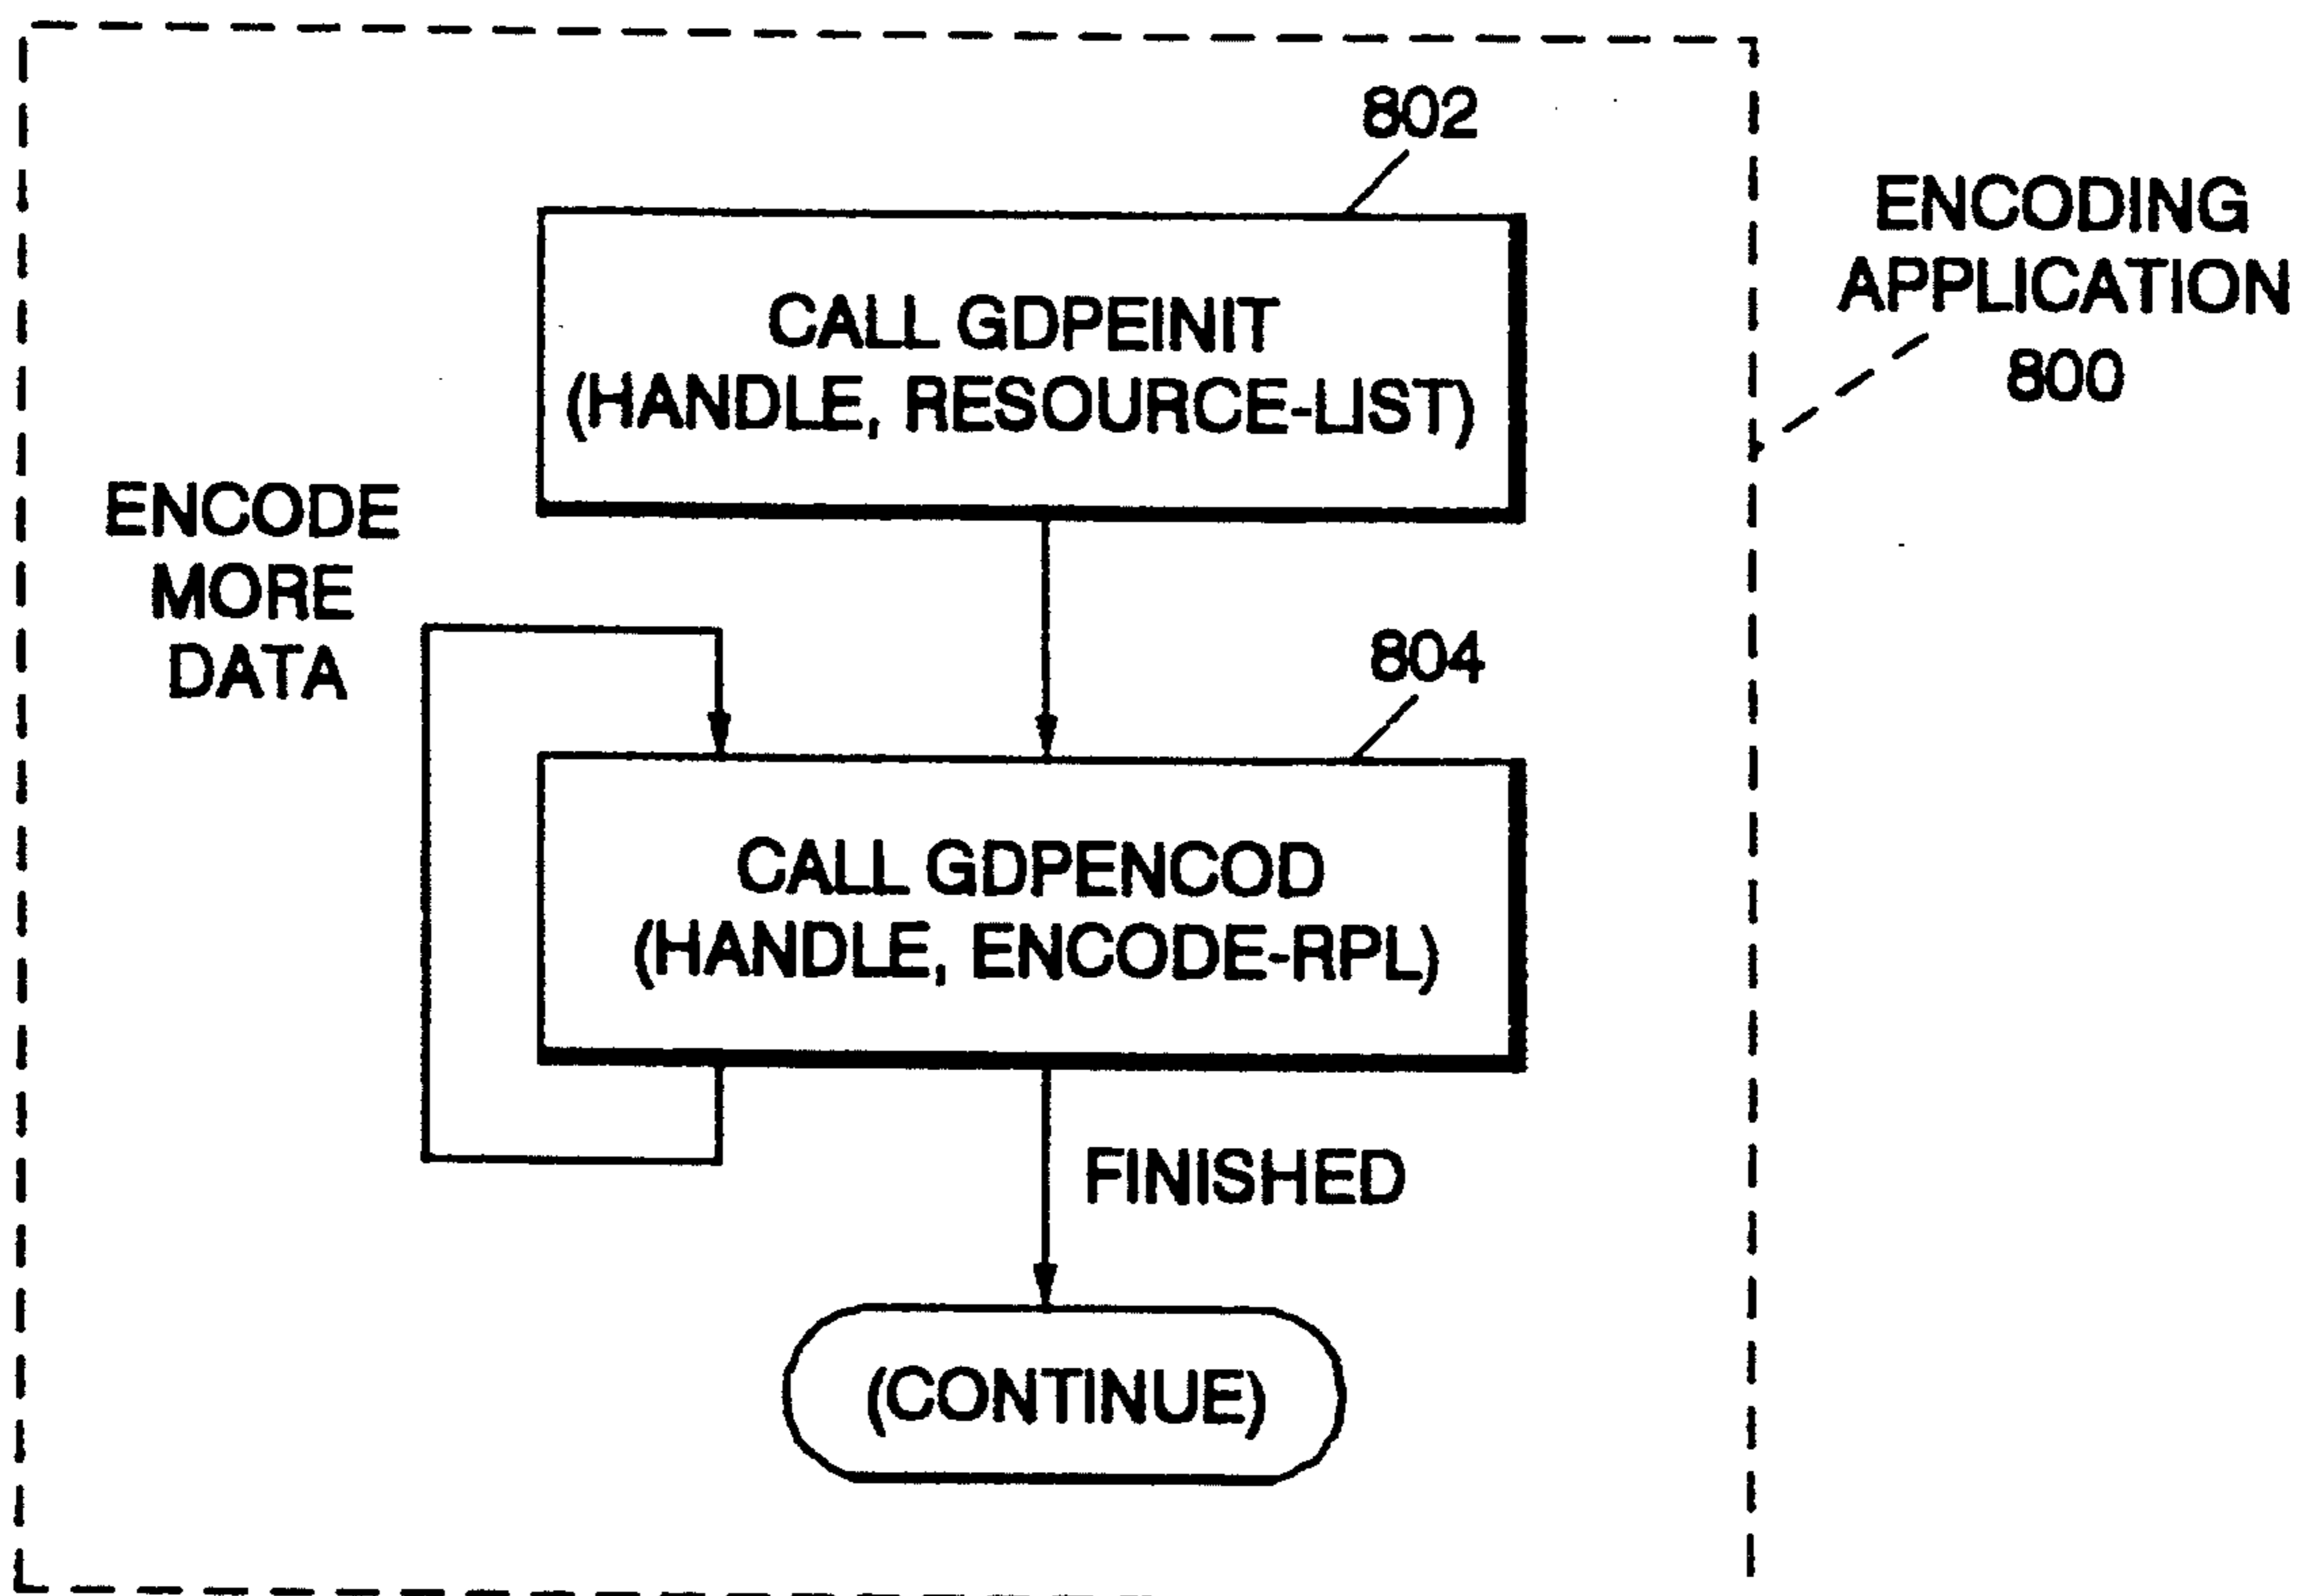 802
ENCODING
APPLICATION
800
CALL GDPEINIT
(HANDLE, RESOURCE-LIST)
ENCODE
MORE
DATA
804
CALL GDPENCOD
(HANDLE, ENCODE-RPL)
FINISHED
(CONTINUE)